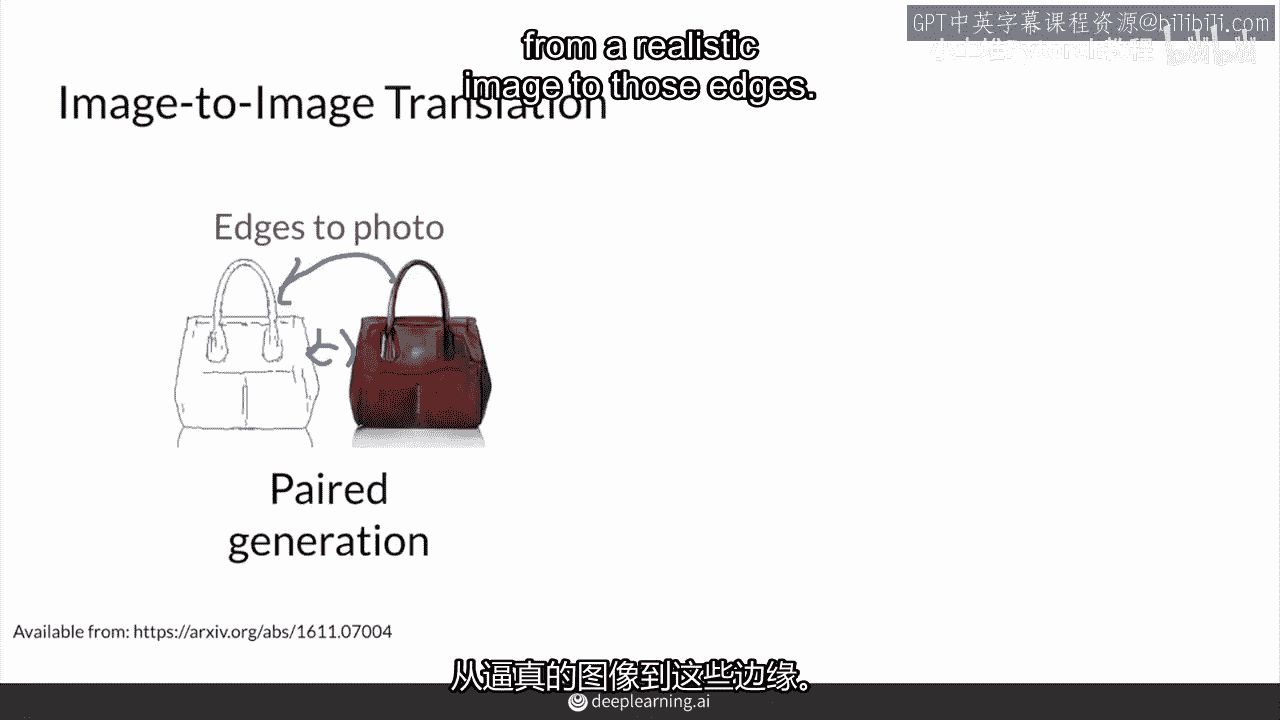 GPT中英字幕课程资源@bilibili.com
from a realistic
image to those edges.
Image-to-Image Translation
Edges to photo
Paired
generation
Available from: https://arxiv.org/abs/1611.07004
从逼真的图像到这些边缘。
deeplearning.ai